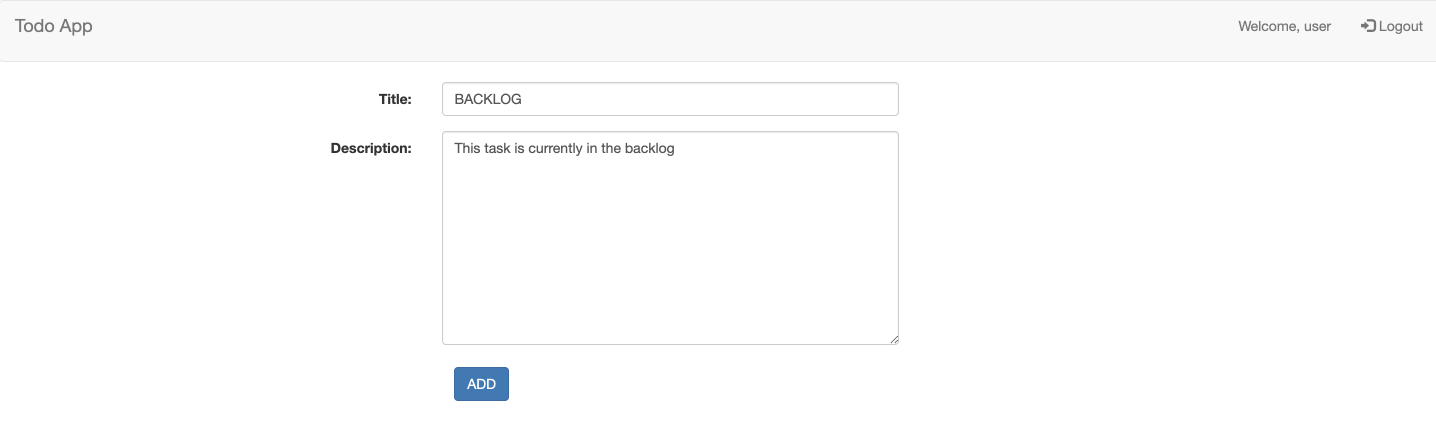 Todo App
Welcome, user
Logout
Title:
BACKLOG
Description:
This task is currently in the backlog
ADD